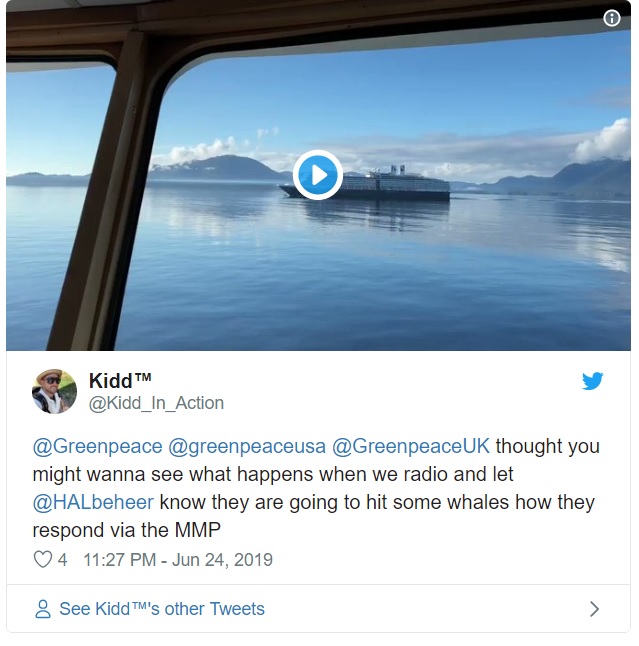 Kidd™
@Kidd_In_Action
@Greenpeace @greenpeaceusa @GreenpeaceUK thought you
might wanna see what happens when we radio and let
@HALbeheer know they are going to hit some whales how they
respond via the MMP
4 11:27 PM - Jun 24, 2019
See Kidd™'s other Tweets